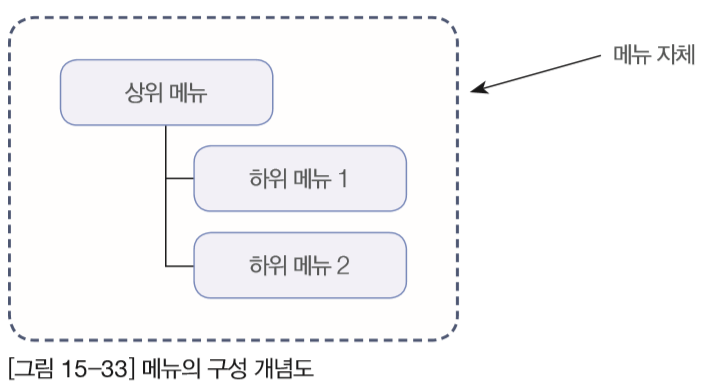 메뉴 자체
상위 메뉴
하위 메뉴 1
하위 메뉴 2
[그림 15-33] 메뉴의 구성 개념도